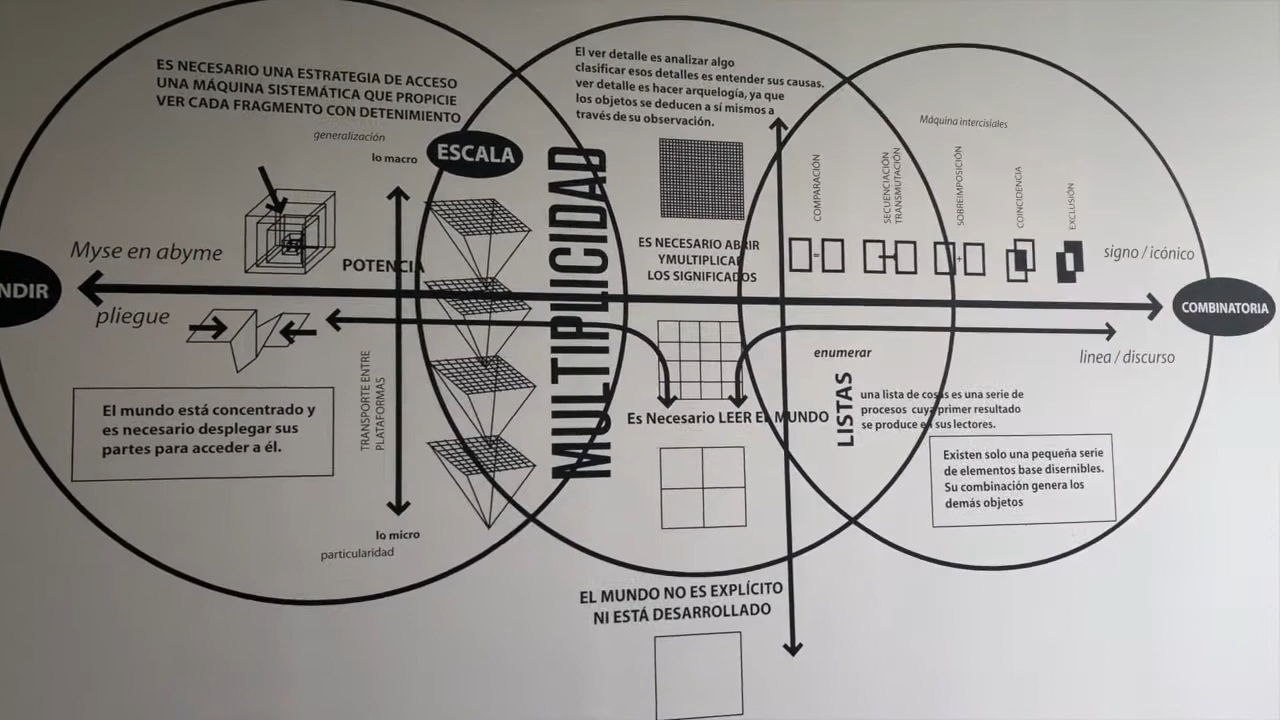 ES NECESARIO UNA ESTRATEGIA DE ACCESO
UNA MÁQUINA SISTEMÁTICA QUE PROPICIE
VER CADA FRAGMENTO CON DETENIMIENTO
generalización
lo macro
ESCALA
Myse en abyme
POTENCIA
NDIR
pliegue
TRANSPORTE ENTRE
PLATAFORMAS
El mundo está concentrado y
es necesario desplegar sus
partes para acceder a él.
lo micro
particularidad
MULTIPLICIDAD
El ver detalle es analizar algo
clasificar esos detalles es entender sus causas.
ver detalle es hacer arquelogía, ya que
los objetos se deducen a sí mismos a
través de su observación.
ES NECESARIO ABRIR
YMULTIPLICAR
LOS SIGNIFICADOS
Es Necesario LEER EL MUNDO
EL MUNDO NO ES EXPLÍCITO
NI ESTÁ DESARROLLADO
Máquina intercisiales
COMPARACIÓN
SECUENCIACIÓN
TRANSMUTACIÓN
SOBREIMPOSICIÓN
COINCIDENCIA
EXCLUSIÓN
=
+
signo / icónico
COMBINATORIA
linea / discurso
enumerar
LISTAS
una lista de cosas es una serie de
procesos cuya primer resultado
se produce en sus lectores.
Existen solo una pequeña serie
de elementos base disernibles.
Su combinación genera los
demás objetos